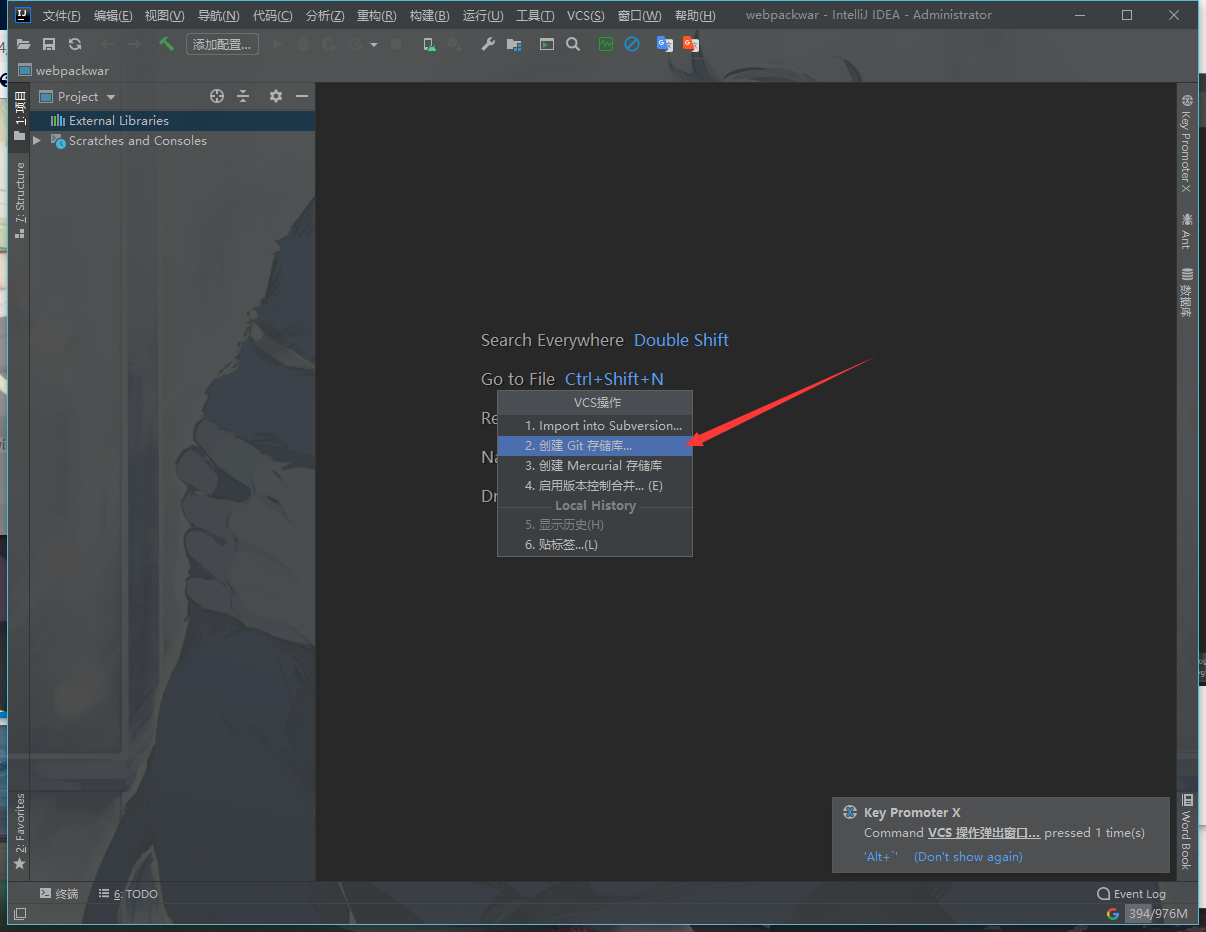 文件(F) 编辑(E) 视图(V) 导航(N) 代码(C) 分析(Z) 重构(R) 构建(B) 运行(U) 工具(T) VCS(S) 窗口(W) 帮助(H) webpackwar - IntelliJ IDEA - Administrator
添加配置...
webpackwar
1: 项目
Project
External Libraries
Scratches and Consoles
7: Structure
Key Promoter X
Ant
数据库
Search Everywhere Double Shift
Go to File Ctrl+Shift+N
Re
Na
Dr
VCS操作
1. Import into Subversion...
2. 创建 Git 存储库...
3. 创建 Mercurial 存储库
4. 启用版本控制合并... (E)
Local History
5. 显示历史(H)
6. 贴标签...(L)
2: Favorites
Key Promoter X
Command VCS 操作弹出窗口... pressed 1 time(s)
'Alt+`' (Don't show again)
Word Book
终端 6: TODO
Event Log
394/976M